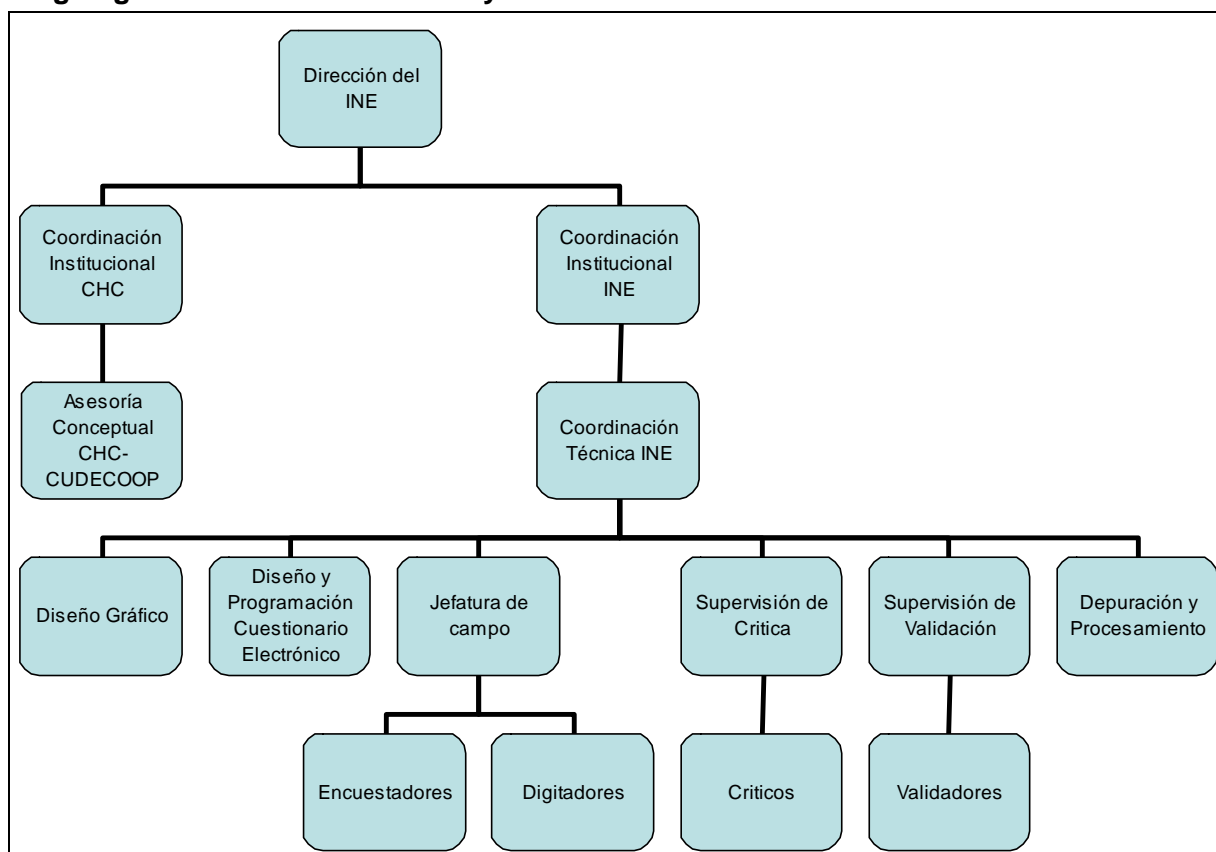 Dirección del
INE
Coordinación
Institucional
CHC
Coordinación
Institucional
INE
Asesoría
Conceptual
CHC-
CUDECOOP
Coordinación
Técnica INE
Diseño Gráfico
Diseño y
Programación
Cuestionario
Electrónico
Jefatura de
campo
Supervisión de
Critica
Supervisión de
Validación
Depuración y
Procesamiento
Encuestadores
Digitadores
Criticos
Validadores